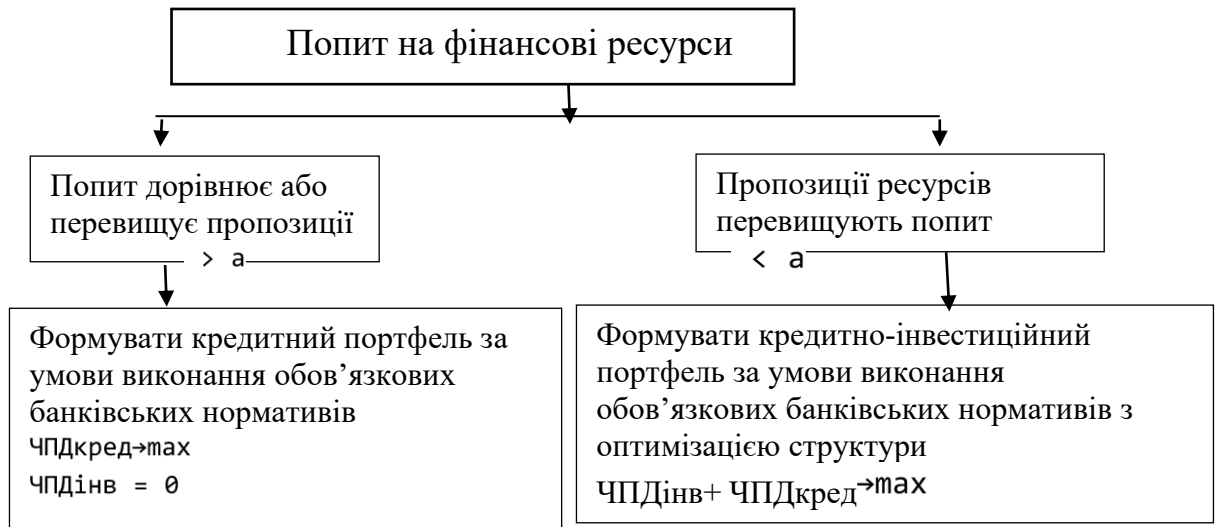 Попит на фінансові ресурси
Попит дорівнює або
перевищує пропозиції
> а
Пропозиції ресурсів
перевищують попит
< а
Формувати кредитний портфель за
умови виконання обов’язкових
банківських нормативів
ЧПДкред→max
ЧПДінв = 0
Формувати кредитно-інвестиційний
портфель за умови виконання
обов’язкових банківських нормативів з
оптимізацією структури
ЧПДінв+ ЧПДкред→max